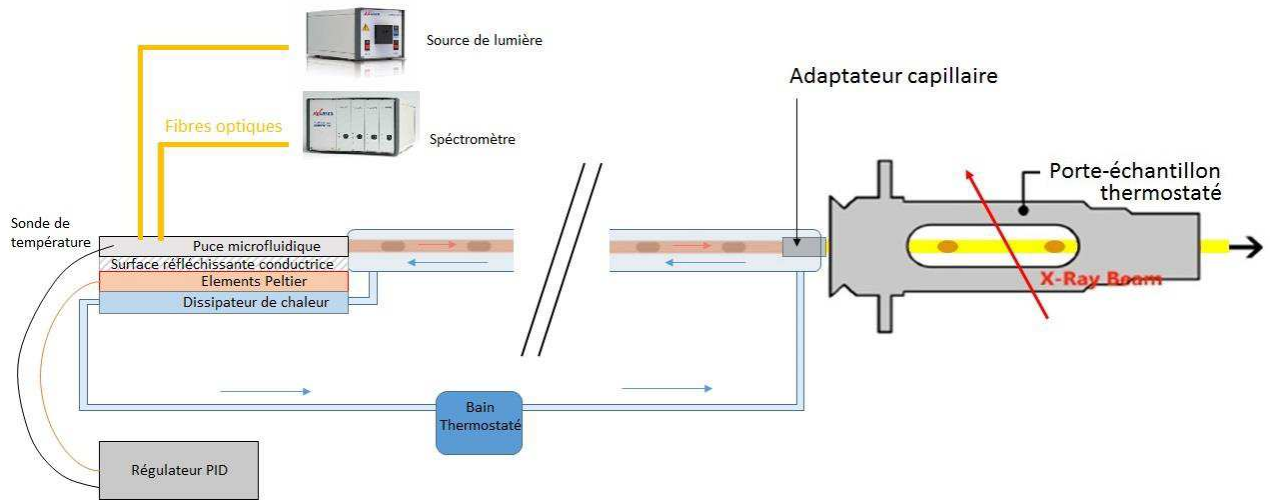 Source de lumière
Adaptateur capillaire
Fibres optiques
Spéctromètre
Porte-échantillon
thermostaté
Sonde de
température
Puce microfluidique
Surface réfléchissante conductrice
Elements Peltier
X-Ray Beam
Dissipateur de chaleur
Bain
Thermostaté
Régulateur PID